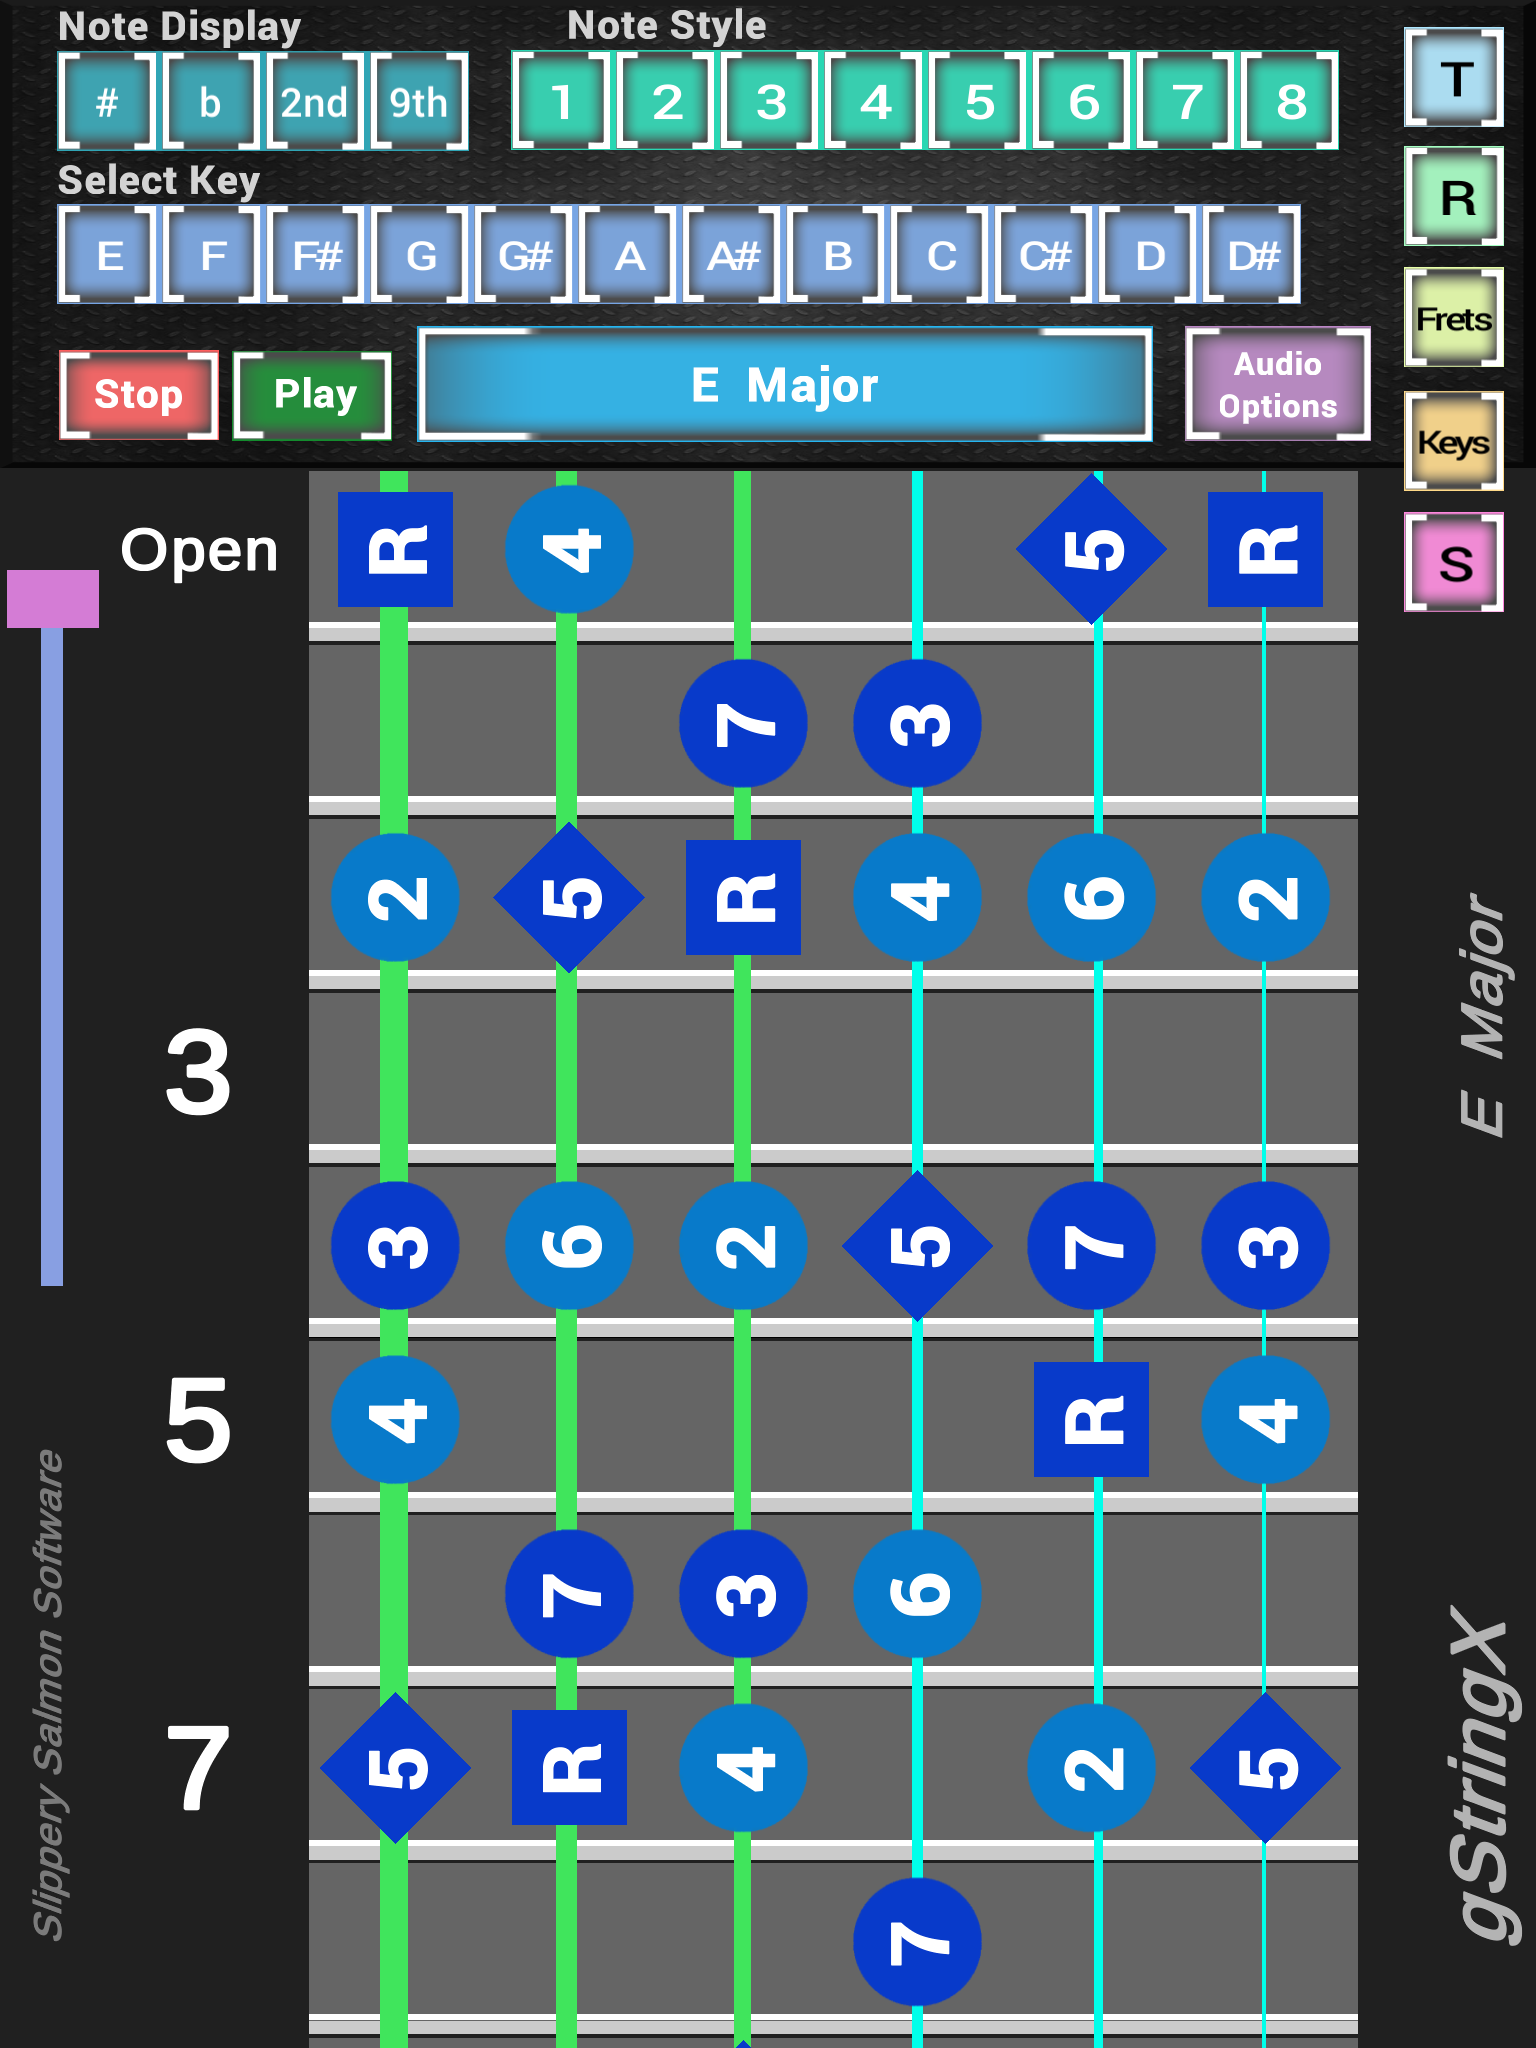 Note Display
Note Style
# b 2nd 9th
1 2 3 4 5 6 7 8
T
Select Key
R
E F F# G G# A A# B C C# D D#
Frets
Stop Play E Major Audio Options
Keys
Open R 4 5 R
S
7 3
2 5 R 4 6 2
3
E Major
3 6 2 5 7 3
5 4 R 4
7 3 6
7 5 R 4 2 5
7
Slippery Salmon Software
gStringX